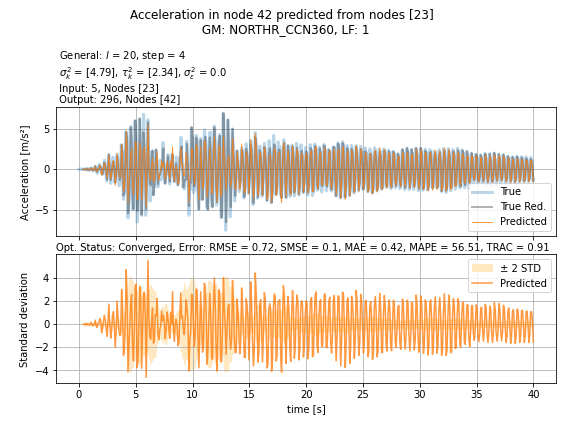 Acceleration in node 42 predicted from nodes [23]
GM: NORTHR_CCN360, LF: 1
General: l = 20, step = 4
σ²ₖ = [4.79], τ²ₖ = [2.34], σ²ε = 0.0
Input: 5, Nodes [23]
Output: 296, Nodes [42]
Acceleration [m/s²]
5
0
−5
True
True Red.
Predicted
Opt. Status: Converged, Error: RMSE = 0.72, SMSE = 0.1, MAE = 0.42, MAPE = 56.51, TRAC = 0.91
Standard deviation
4
2
0
−2
−4
± 2 STD
Predicted
0 5 10 15 20 25 30 35 40
time [s]